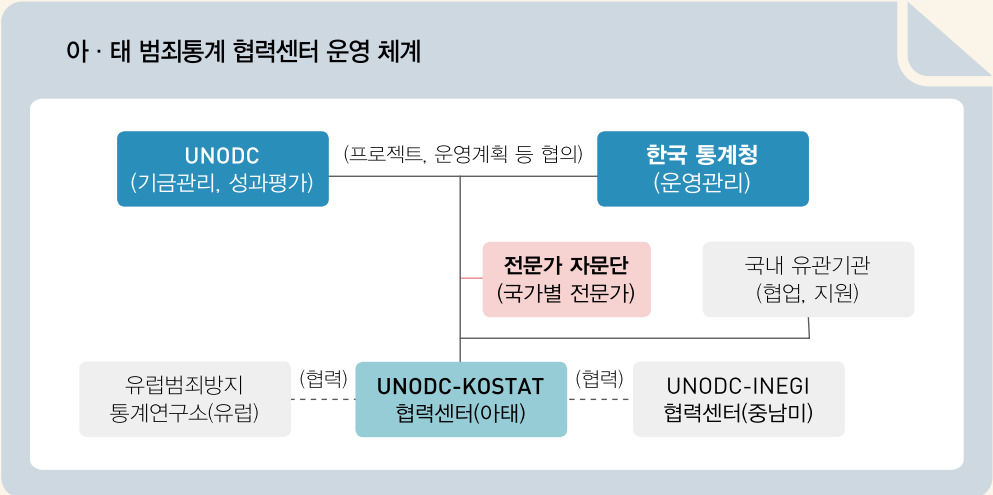 아 · 태 범죄통계 협력센터 운영 체계
UNODC
(기금관리, 성과평가)
(프로젝트, 운영계획 등 협의)
한국 통계청
(운영관리)
전문가 자문단
(국가별 전문가)
국내 유관기관
(협업, 지원)
유럽범죄방지
통계연구소(유럽)
(협력)
UNODC-KOSTAT
협력센터(아태)
(협력)
UNODC-INEGI
협력센터(중남미)